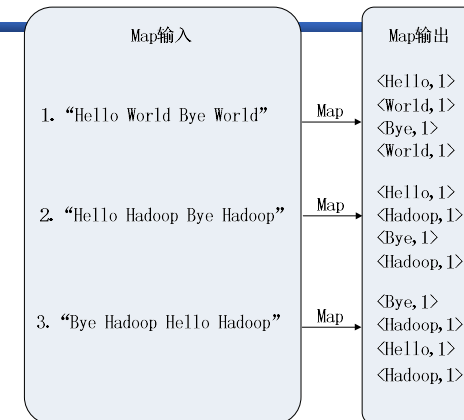 Map输入
1. “Hello World Bye World”
2. “Hello Hadoop Bye Hadoop”
3. “Bye Hadoop Hello Hadoop”
Map
Map
Map
Map输出
<Hello,1>
<World,1>
<Bye,1>
<World,1>
<Hello,1>
<Hadoop,1>
<Bye,1>
<Hadoop,1>
<Bye,1>
<Hadoop,1>
<Hello,1>
<Hadoop,1>